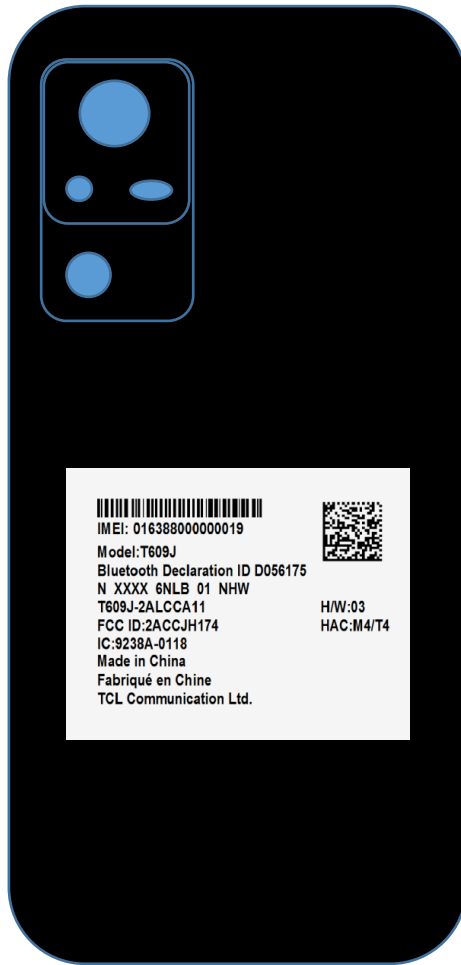 IMEI: 016388000000019
Model:T609J
Bluetooth Declaration ID D056175
N XXXX 6NLB 01 NHW
T609J-2ALCCA11 H/W:03
FCC ID:2ACCJH174 HAC:M4/T4
IC:9238A-0118
Made in China
Fabriqué en Chine
TCL Communication Ltd.